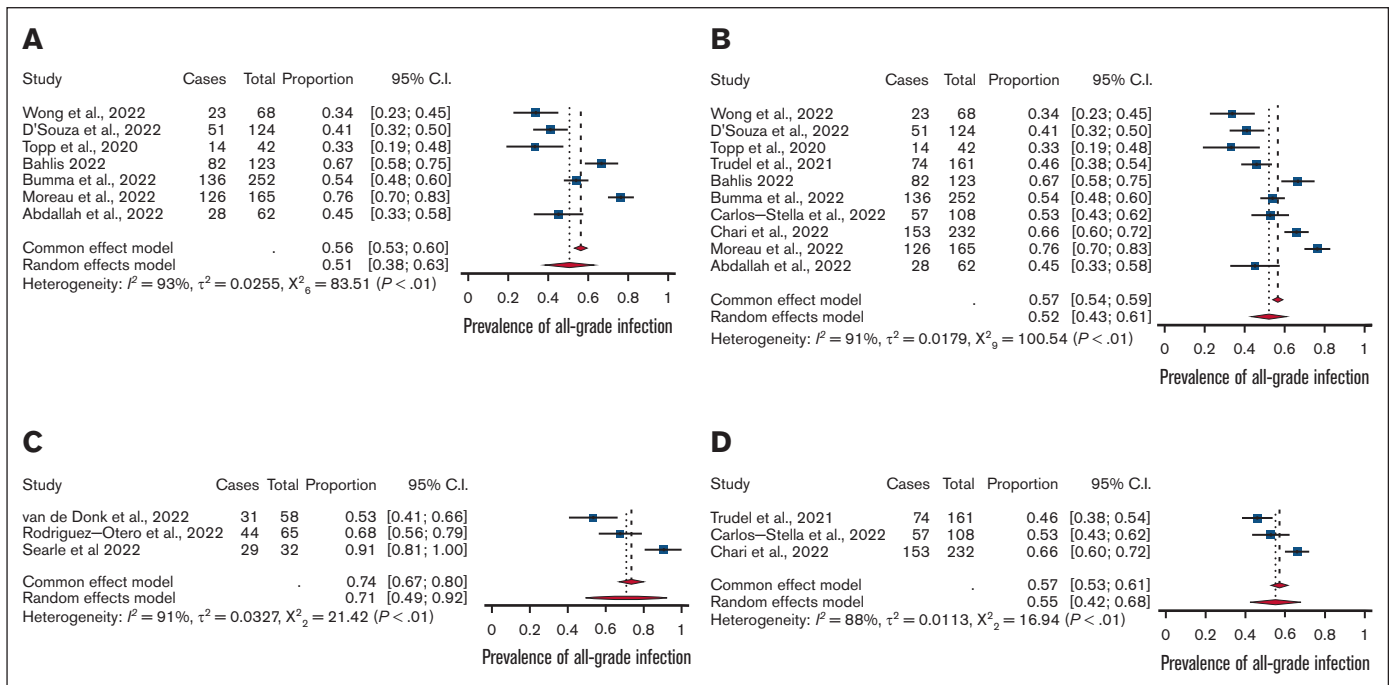 A
Study Cases Total Proportion 95% C.I.
Wong et al., 2022 23 68 0.34 [0.23; 0.45]
D'Souza et al., 2022 51 124 0.41 [0.32; 0.50]
Topp et al., 2020 14 42 0.33 [0.19; 0.48]
Bahlis 2022 82 123 0.67 [0.58; 0.75]
Bumma et al., 2022 136 252 0.54 [0.48; 0.60]
Moreau et al., 2022 126 165 0.76 [0.70; 0.83]
Abdallah et al., 2022 28 62 0.45 [0.33; 0.58]
Common effect model . 0.56 [0.53; 0.60]
Random effects model 0.51 [0.38; 0.63]
Heterogeneity: I² = 93%, τ² = 0.0255, X²₆ = 83.51 (P < .01)
0 0.2 0.4 0.6 0.8 1
Prevalence of all-grade infection
B
Study Cases Total Proportion 95% C.I.
Wong et al., 2022 23 68 0.34 [0.23; 0.45]
D'Souza et al., 2022 51 124 0.41 [0.32; 0.50]
Topp et al., 2020 14 42 0.33 [0.19; 0.48]
Trudel et al., 2021 74 161 0.46 [0.38; 0.54]
Bahlis 2022 82 123 0.67 [0.58; 0.75]
Bumma et al., 2022 136 252 0.54 [0.48; 0.60]
Carlos–Stella et al., 2022 57 108 0.53 [0.43; 0.62]
Chari et al., 2022 153 232 0.66 [0.60; 0.72]
Moreau et al., 2022 126 165 0.76 [0.70; 0.83]
Abdallah et al., 2022 28 62 0.45 [0.33; 0.58]
Common effect model . 0.57 [0.54; 0.59]
Random effects model 0.52 [0.43; 0.61]
Heterogeneity: I² = 91%, τ² = 0.0179, X²₉ = 100.54 (P < .01)
0 0.2 0.4 0.6 0.8 1
Prevalence of all-grade infection
C
Study Cases Total Proportion 95% C.I.
van de Donk et al., 2022 31 58 0.53 [0.41; 0.66]
Rodriguez–Otero et al., 2022 44 65 0.68 [0.56; 0.79]
Searle et al 2022 29 32 0.91 [0.81; 1.00]
Common effect model . 0.74 [0.67; 0.80]
Random effects model 0.71 [0.49; 0.92]
Heterogeneity: I² = 91%, τ² = 0.0327, X²₂ = 21.42 (P < .01)
0 0.2 0.4 0.6 0.8 1
Prevalence of all-grade infection
D
Study Cases Total Proportion 95% C.I.
Trudel et al., 2021 74 161 0.46 [0.38; 0.54]
Carlos–Stella et al., 2022 57 108 0.53 [0.43; 0.62]
Chari et al., 2022 153 232 0.66 [0.60; 0.72]
Common effect model . 0.57 [0.53; 0.61]
Random effects model 0.55 [0.42; 0.68]
Heterogeneity: I² = 88%, τ² = 0.0113, X²₂ = 16.94 (P < .01)
0 0.2 0.4 0.6 0.8 1
Prevalence of all-grade infection